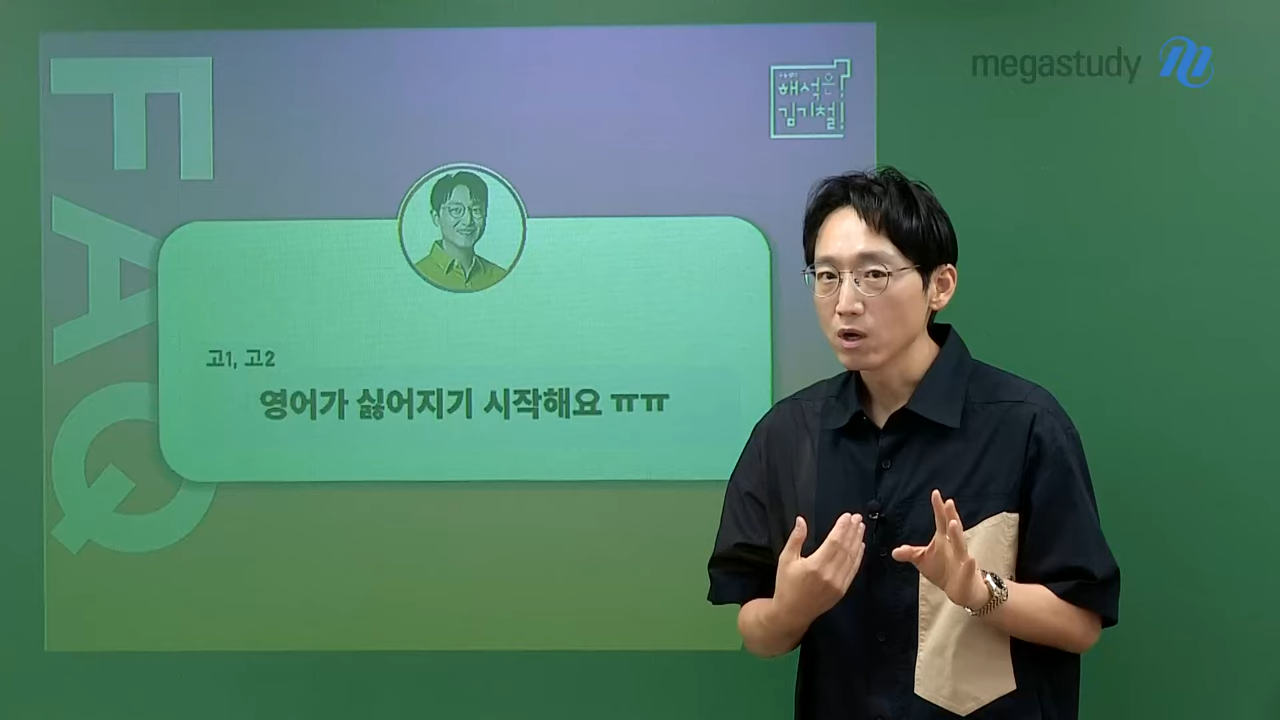 FAQ
해석은!
김기철!
megastudy
고1, 고2
영어가 싫어지기 시작해요 ㅠㅠ